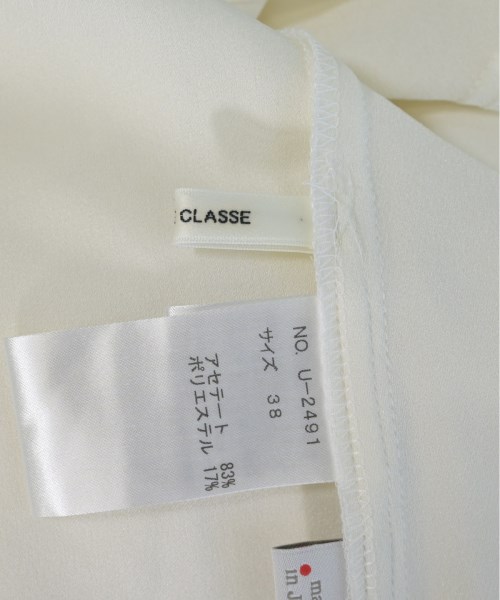 CLASSE
NO. U-2491
サイズ 38
アセテート 83%
ポリエステル 17%
in J